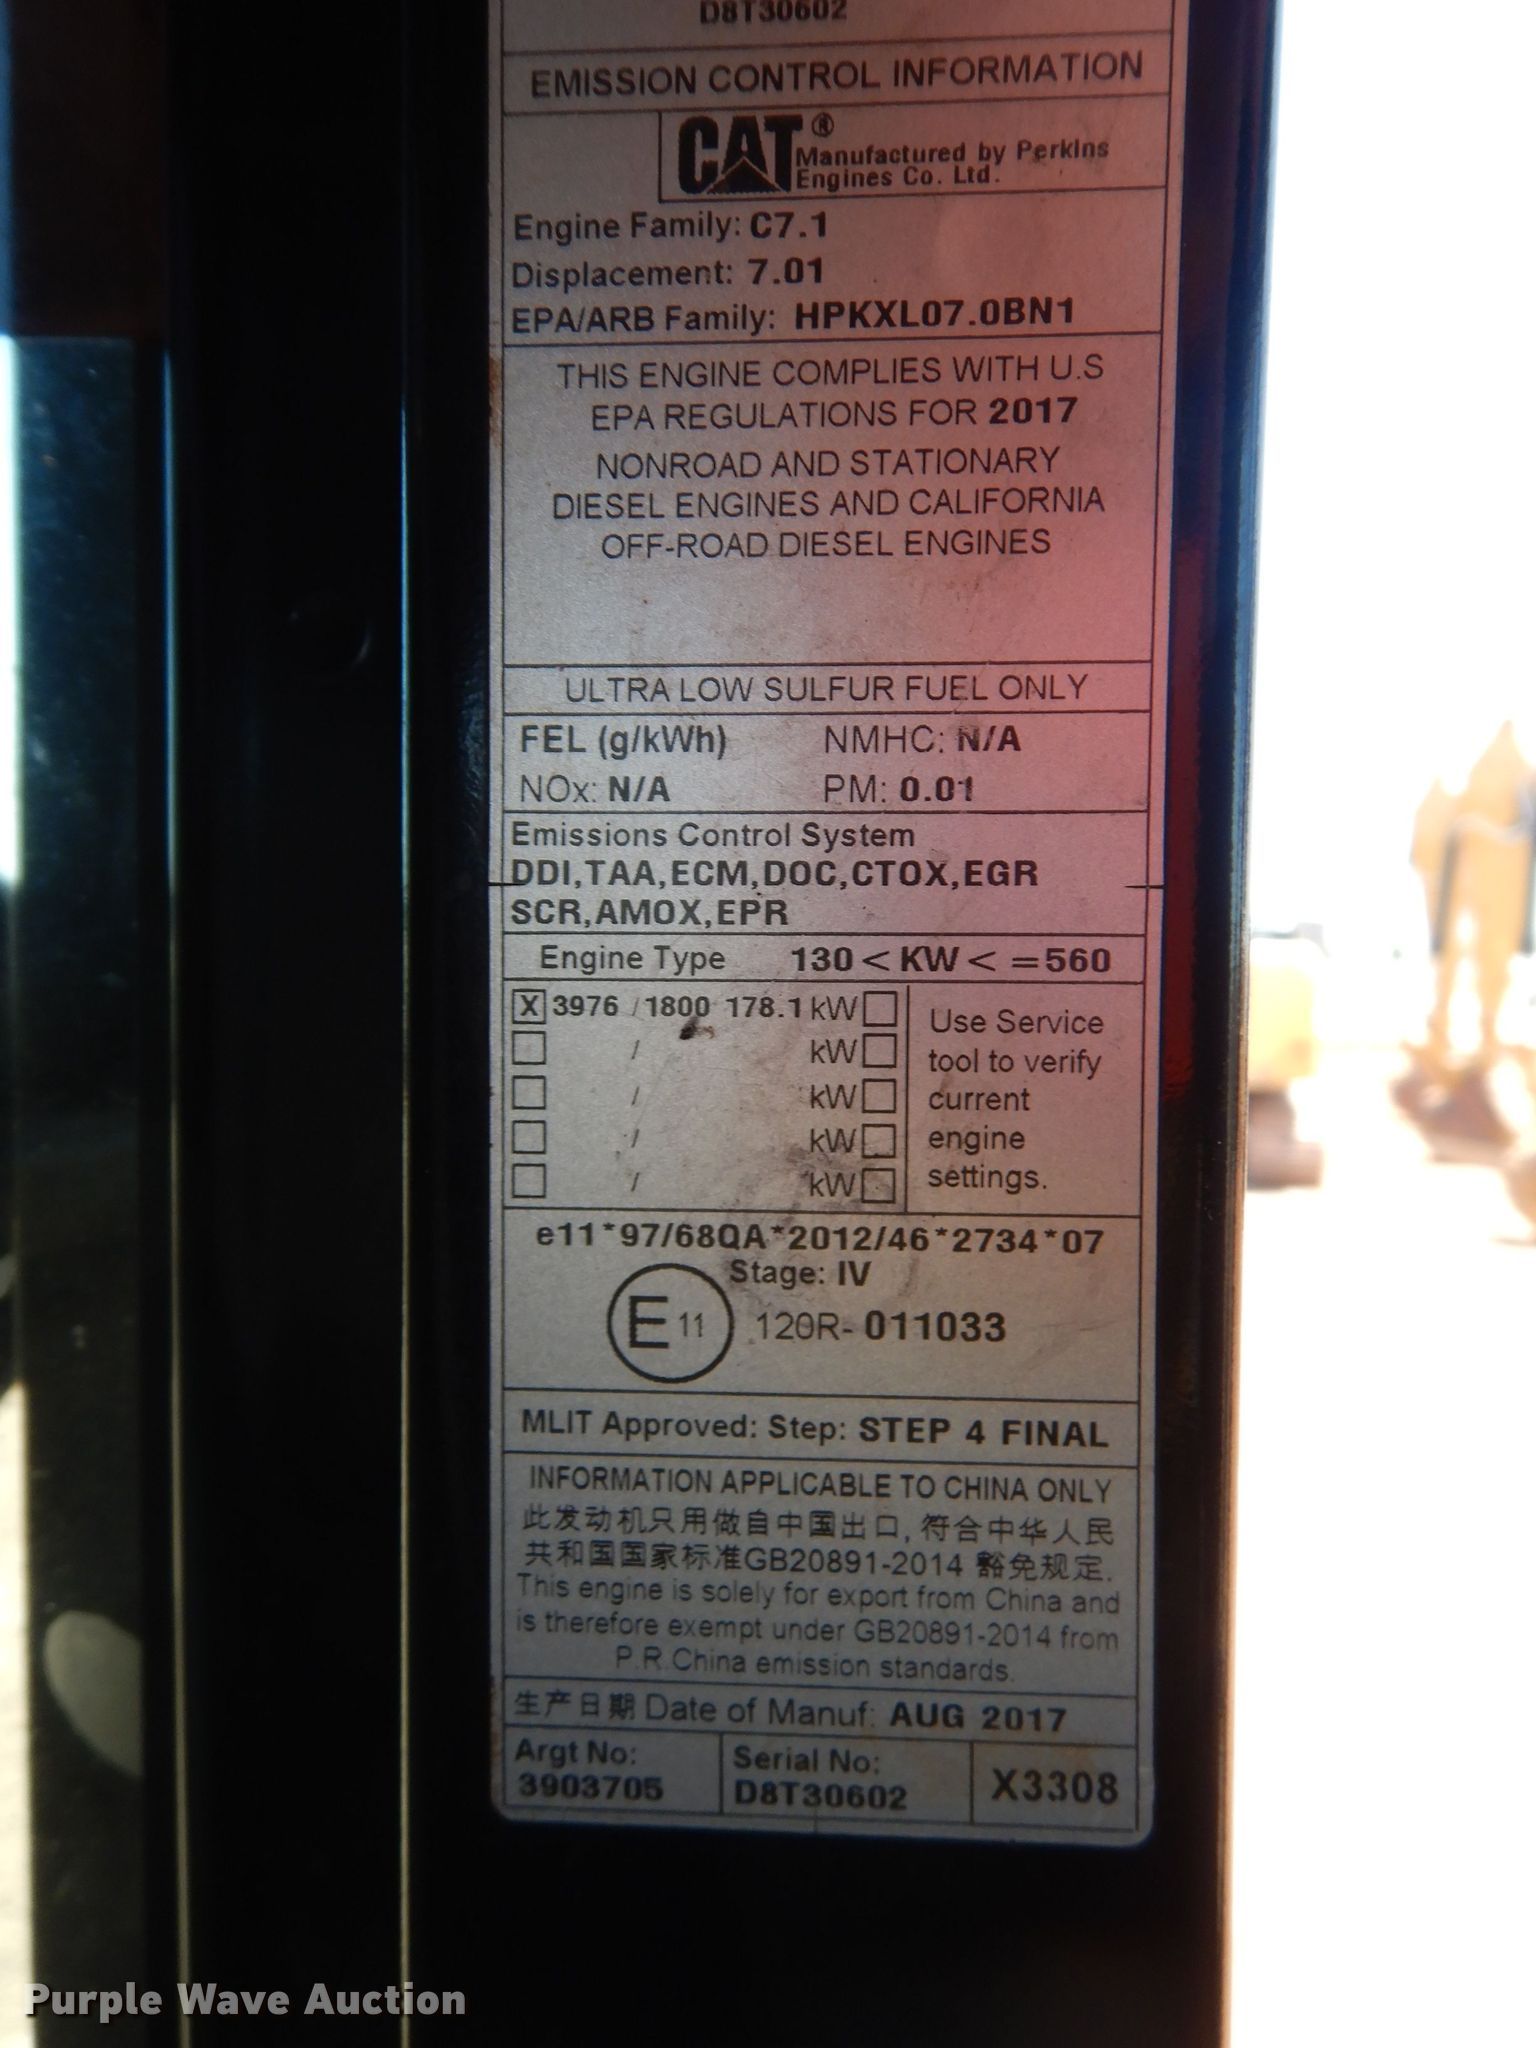 D8T30602
EMISSION CONTROL INFORMATION
CAT®
Manufactured by Perkins
Engines Co. Ltd.
Engine Family: C7.1
Displacement: 7.01
EPA/ARB Family: HPKXL07.0BN1
THIS ENGINE COMPLIES WITH U.S
EPA REGULATIONS FOR 2017
NONROAD AND STATIONARY
DIESEL ENGINES AND CALIFORNIA
OFF-ROAD DIESEL ENGINES
ULTRA LOW SULFUR FUEL ONLY
FEL (g/kWh) NMHC: N/A
NOx: N/A PM: 0.01
Emissions Control System
DDI,TAA,ECM,DOC,CTOX,EGR
SCR,AMOX,EPR
Engine Type 130 < KW < =560
X 3976 / 1800 178.1 kW
/ kW
/ kW
/ kW
/ kW
Use Service
tool to verify
current
engine
settings.
e11*97/68QA*2012/46*2734*07
Stage: IV
E 11 120R- 011033
MLIT Approved: Step: STEP 4 FINAL
INFORMATION APPLICABLE TO CHINA ONLY
此发动机只用做自中国出口, 符合中华人民
共和国国家标准GB20891-2014 豁免规定.
This engine is solely for export from China and
is therefore exempt under GB20891-2014 from
P.R.China emission standards.
生产日期 Date of Manuf: AUG 2017
Argt No:
3903705
Serial No:
D8T30602
X3308
Purple Wave Auction